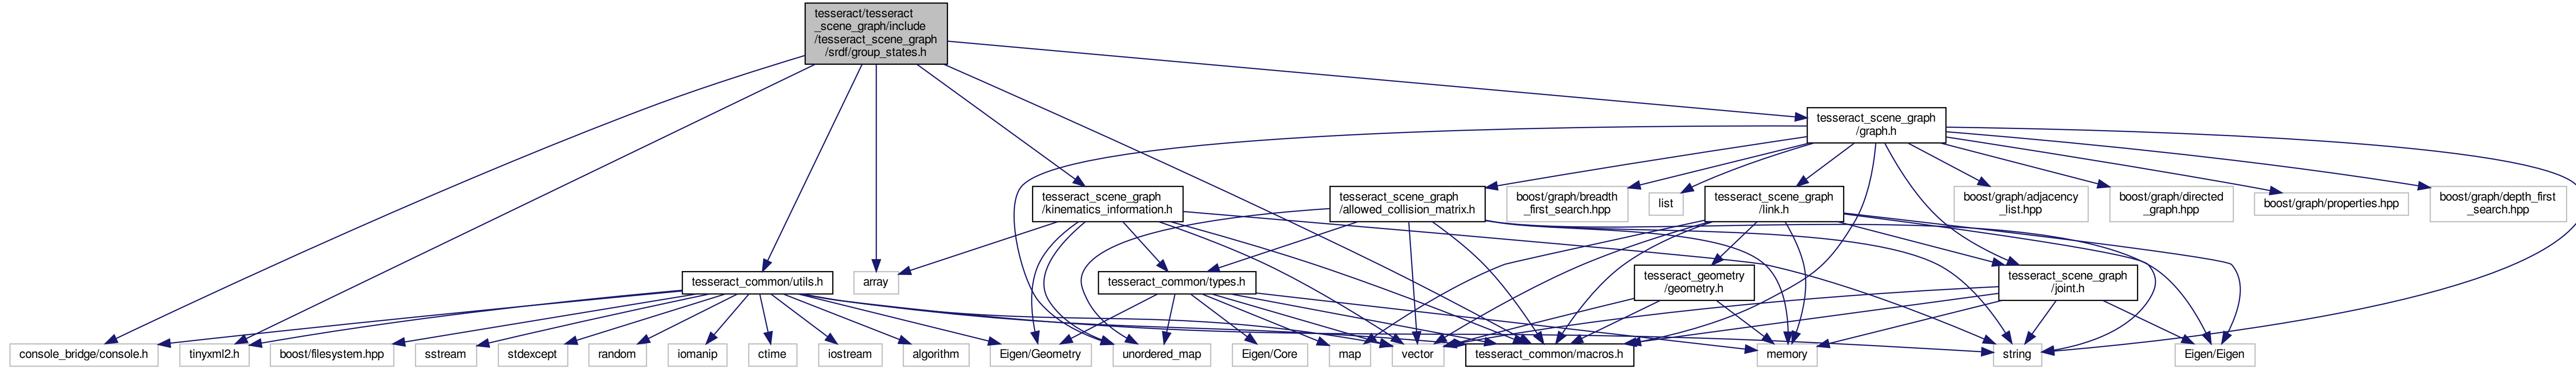 tesseract/tesseract
_scene_graph/include
/tesseract_scene_graph
/srdf/group_states.h
tesseract_scene_graph
/graph.h
tesseract_scene_graph
/kinematics_information.h
tesseract_scene_graph
/allowed_collision_matrix.h
boost/graph/breadth
_first_search.hpp
list
tesseract_scene_graph
/link.h
boost/graph/adjacency
_list.hpp
boost/graph/directed
_graph.hpp
boost/graph/properties.hpp
boost/graph/depth_first
_search.hpp
tesseract_common/utils.h
array
tesseract_common/types.h
tesseract_geometry
/geometry.h
tesseract_scene_graph
/joint.h
console_bridge/console.h
tinyxml2.h
boost/filesystem.hpp
sstream
stdexcept
random
iomanip
ctime
iostream
algorithm
Eigen/Geometry
unordered_map
Eigen/Core
map
vector
tesseract_common/macros.h
memory
string
Eigen/Eigen